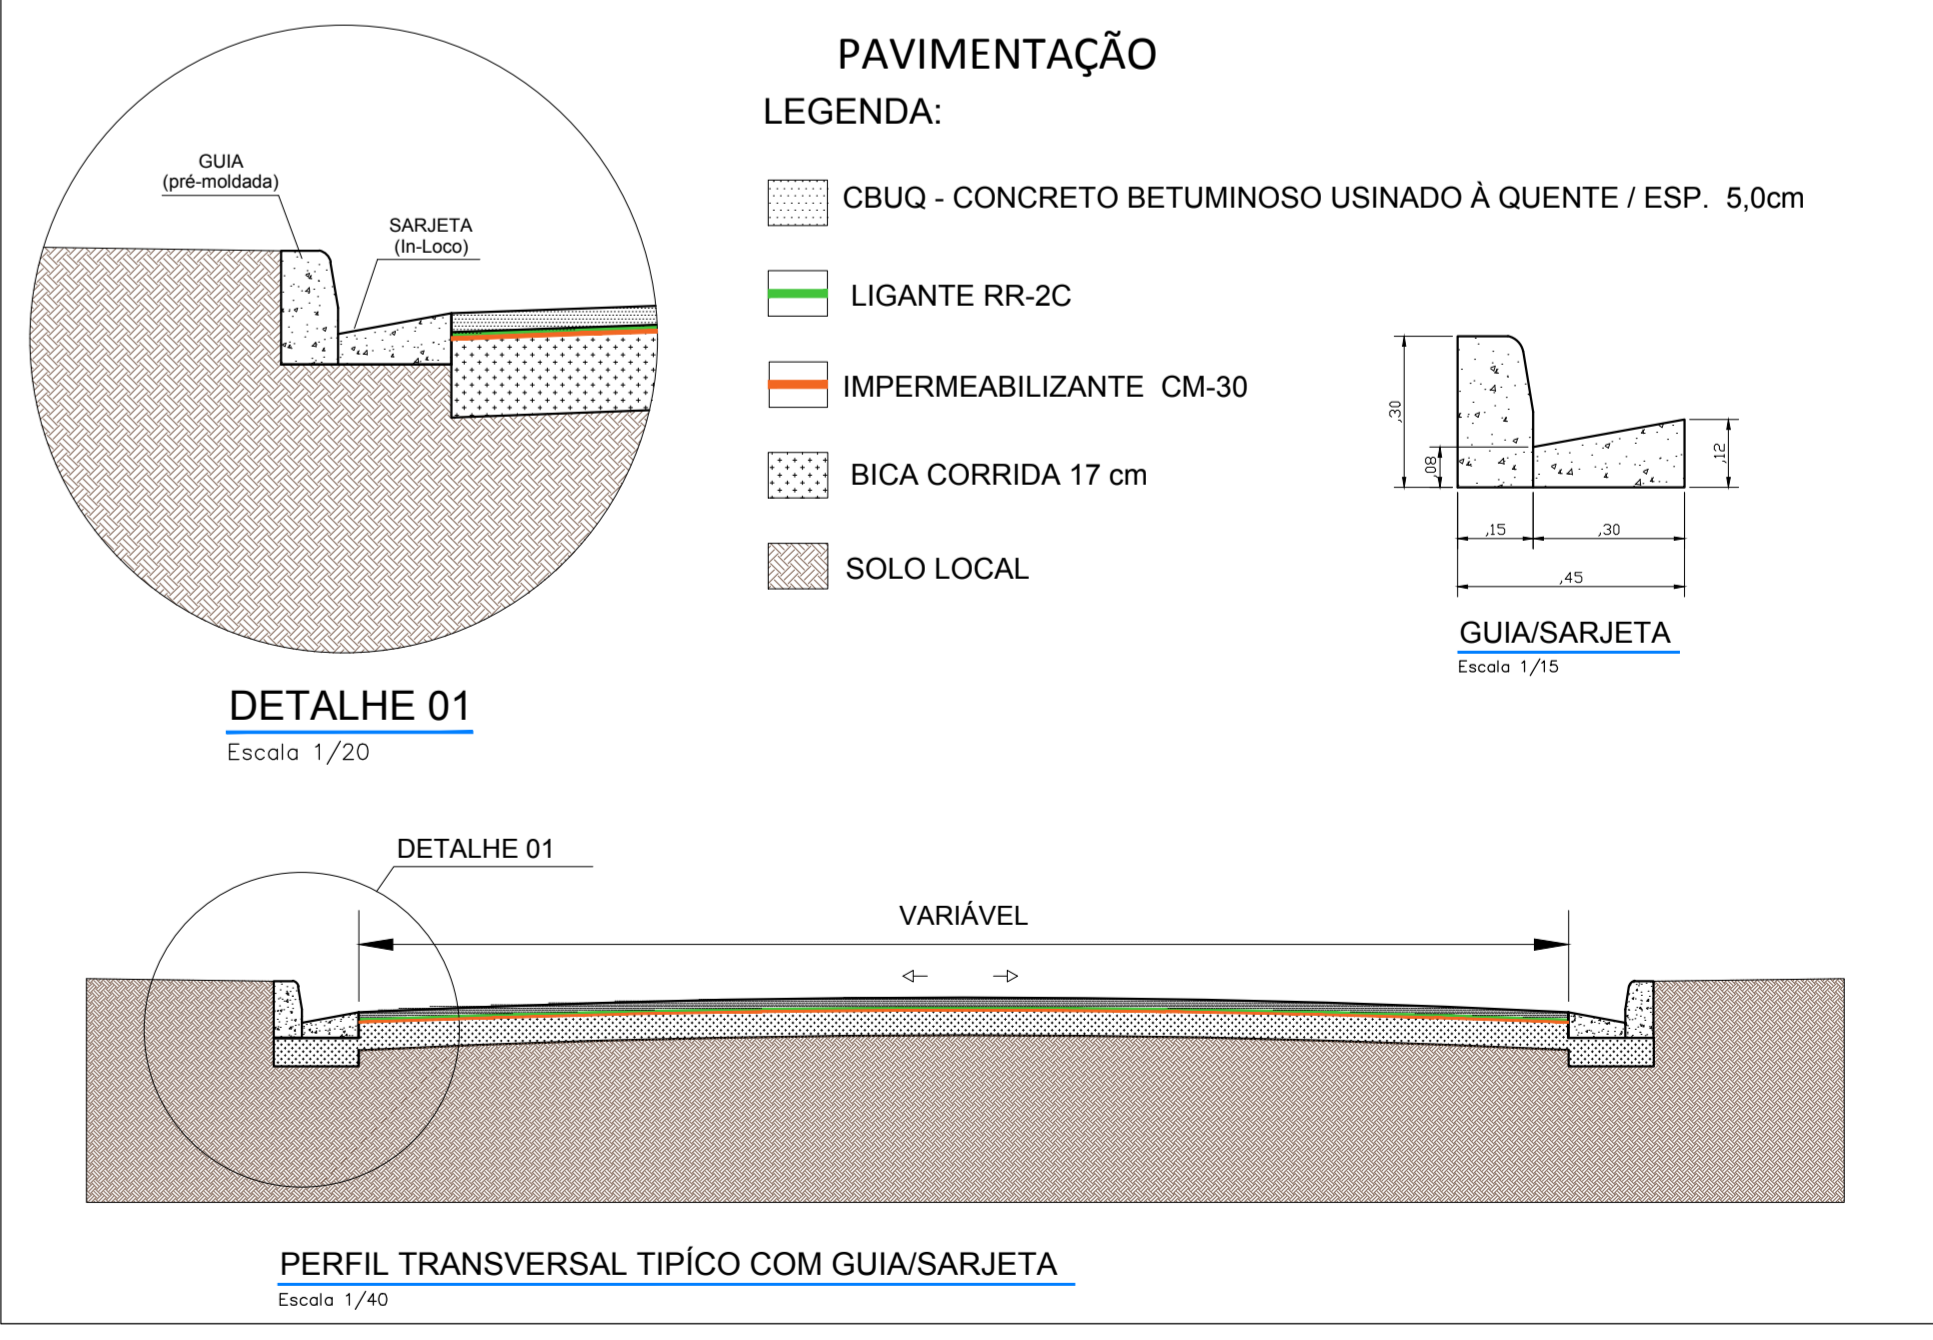 PAVIMENTAÇÃO
LEGENDA:
GUIA
(pré-moldada)
SARJETA
(In-Loco)
CBUQ - CONCRETO BETUMINOSO USINADO À QUENTE / ESP. 5,0cm
LIGANTE RR-2C
IMPERMEABILIZANTE CM-30
BICA CORRIDA 17 cm
SOLO LOCAL
,30
,08
,12
,15
,30
,45
GUIA/SARJETA
Escala 1/15
DETALHE 01
Escala 1/20
DETALHE 01
VARIÁVEL
PERFIL TRANSVERSAL TIPÍCO COM GUIA/SARJETA
Escala 1/40